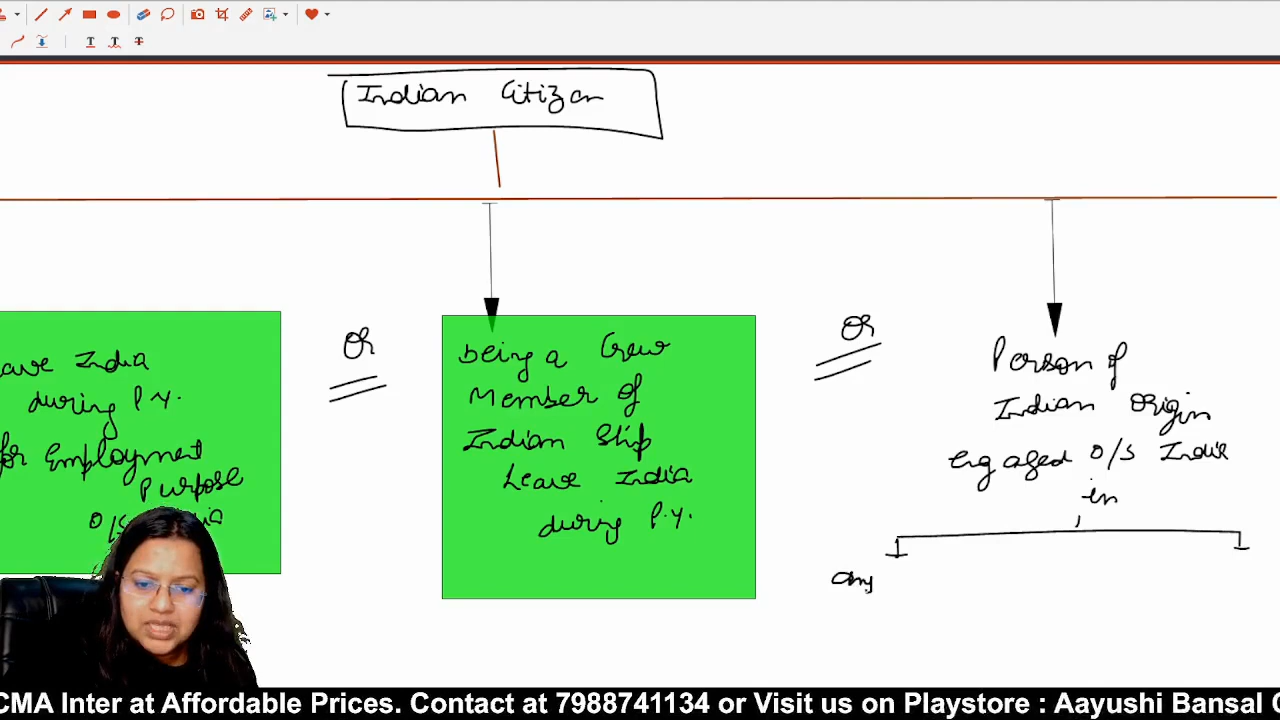 Indian Citizen
Leave India
during P.Y.
for Employment
Purpose
O/S
OR
being a Crew
Member of
Indian Ship
Leave India
during P.Y.
OR
Person of
Indian Origin
engaged O/S India
in
any
CMA Inter at Affordable Prices. Contact at 7988741134 or Visit us on Playstore : Aayushi Bansal